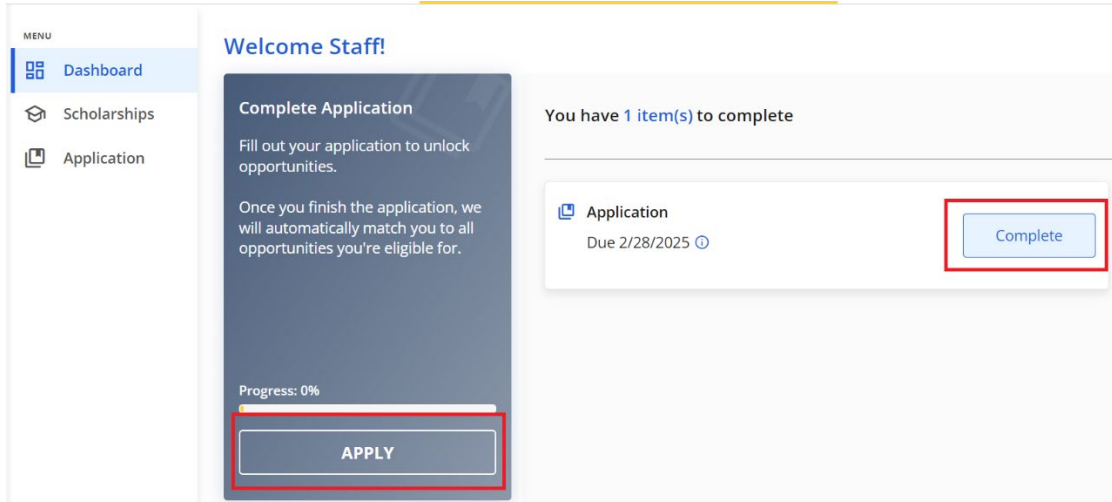 MENU
Dashboard
Scholarships
Application
Welcome Staff!
Complete Application
Fill out your application to unlock
opportunities.
Once you finish the application, we
will automatically match you to all
opportunities you're eligible for.
Progress: 0%
APPLY
You have 1 item(s) to complete
Application
Due 2/28/2025
Complete